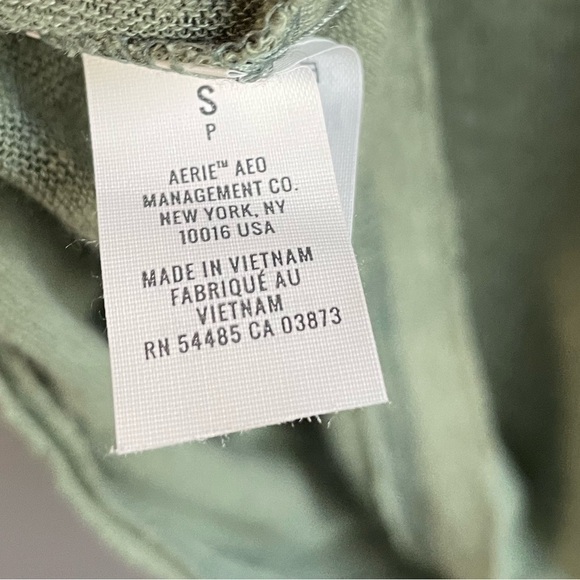 S
P
AERIE™ AEO
MANAGEMENT CO.
NEW YORK, NY
10016 USA
MADE IN VIETNAM
FABRIQUÉ AU
VIETNAM
RN 54485 CA 03873